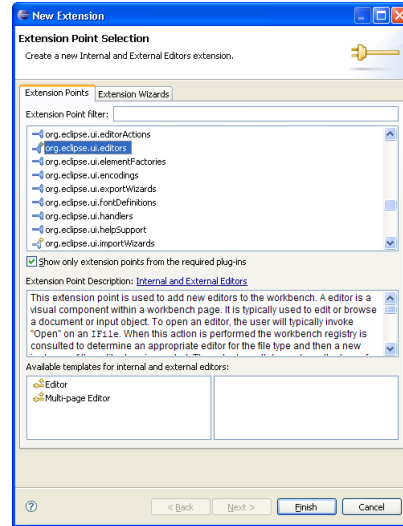 New Extension
Extension Point Selection
Create a new Internal and External Editors extension.
Extension Points
Extension Wizards
Extension Point filter:
org.eclipse.ui.editorActions
org.eclipse.ui.editors
org.eclipse.ui.elementFactories
org.eclipse.ui.encodings
org.eclipse.ui.exportWizards
org.eclipse.ui.fontDefinitions
org.eclipse.ui.handlers
org.eclipse.ui.helpSupport
org.eclipse.ui.importWizards
Show only extension points from the required plug-ins
Extension Point Description: Internal and External Editors
This extension point is used to add new editors to the workbench. A editor is a
visual component within a workbench page. It is typically used to edit or browse
a document or input object. To open an editor, the user will typically invoke
"Open" on an IFile. When this action is performed the workbench registry is
consulted to determine an appropriate editor for the file type and then a new
Available templates for internal and external editors:
Editor
Multi-page Editor
?
< Back
Next >
Finish
Cancel